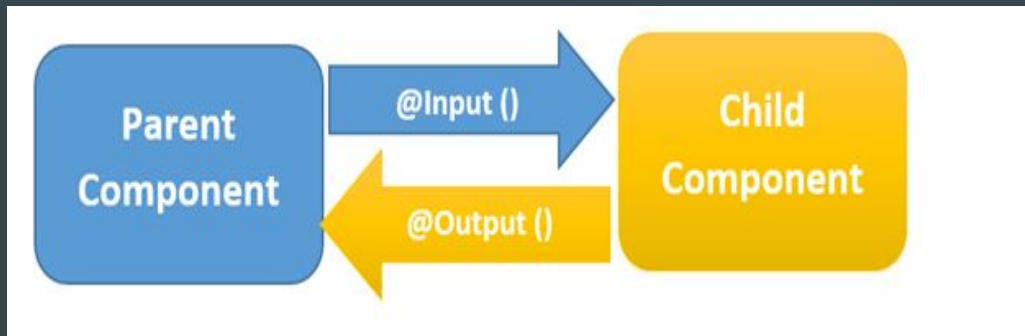 Parent
Component
@Input ()
Child
Component
@Output ()